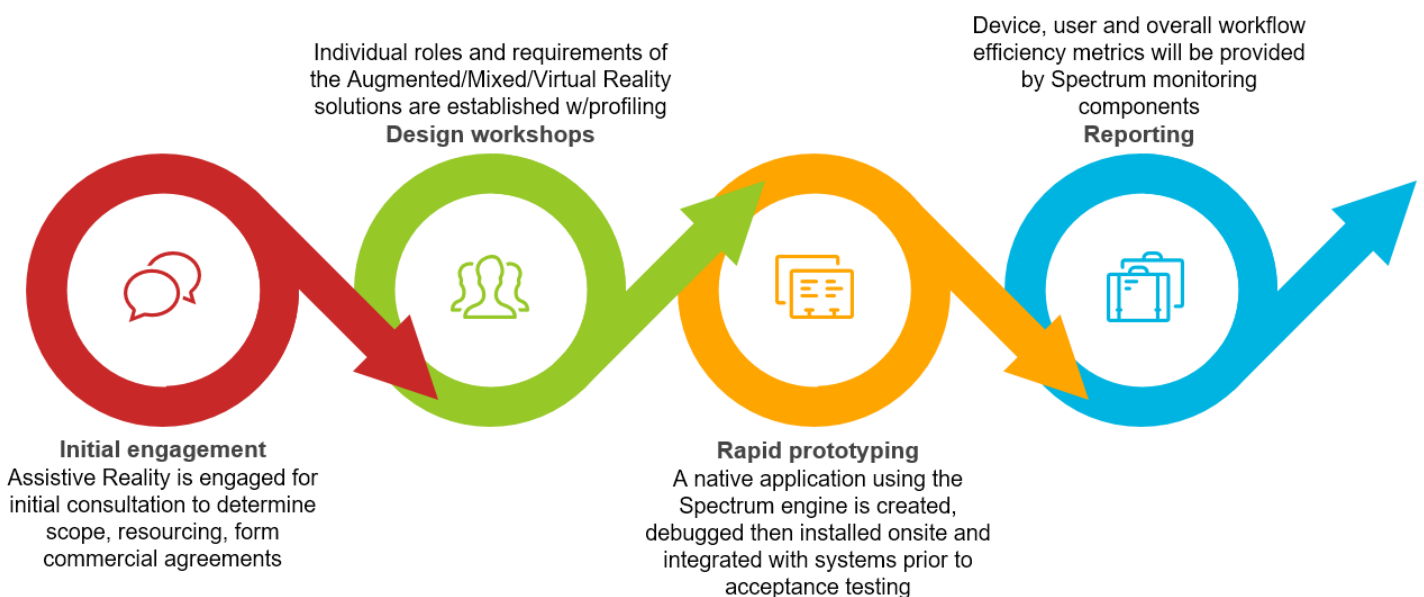 Initial engagement
Assistive Reality is engaged for
initial consultation to determine
scope, resourcing, form
commercial agreements
Individual roles and requirements of
the Augmented/Mixed/Virtual Reality
solutions are established w/profiling
Design workshops
Rapid prototyping
A native application using the
Spectrum engine is created,
debugged then installed onsite and
integrated with systems prior to
acceptance testing
Device, user and overall workflow
efficiency metrics will be provided
by Spectrum monitoring
components
Reporting